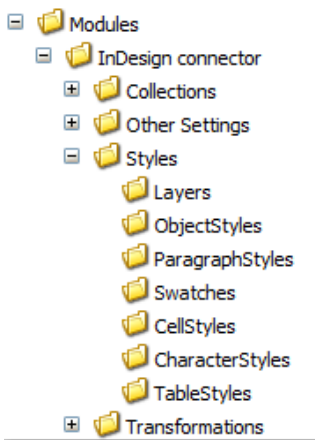 Modules
InDesign connector
Collections
Other Settings
Styles
Layers
ObjectStyles
ParagraphStyles
Swatches
CellStyles
CharacterStyles
TableStyles
Transformations